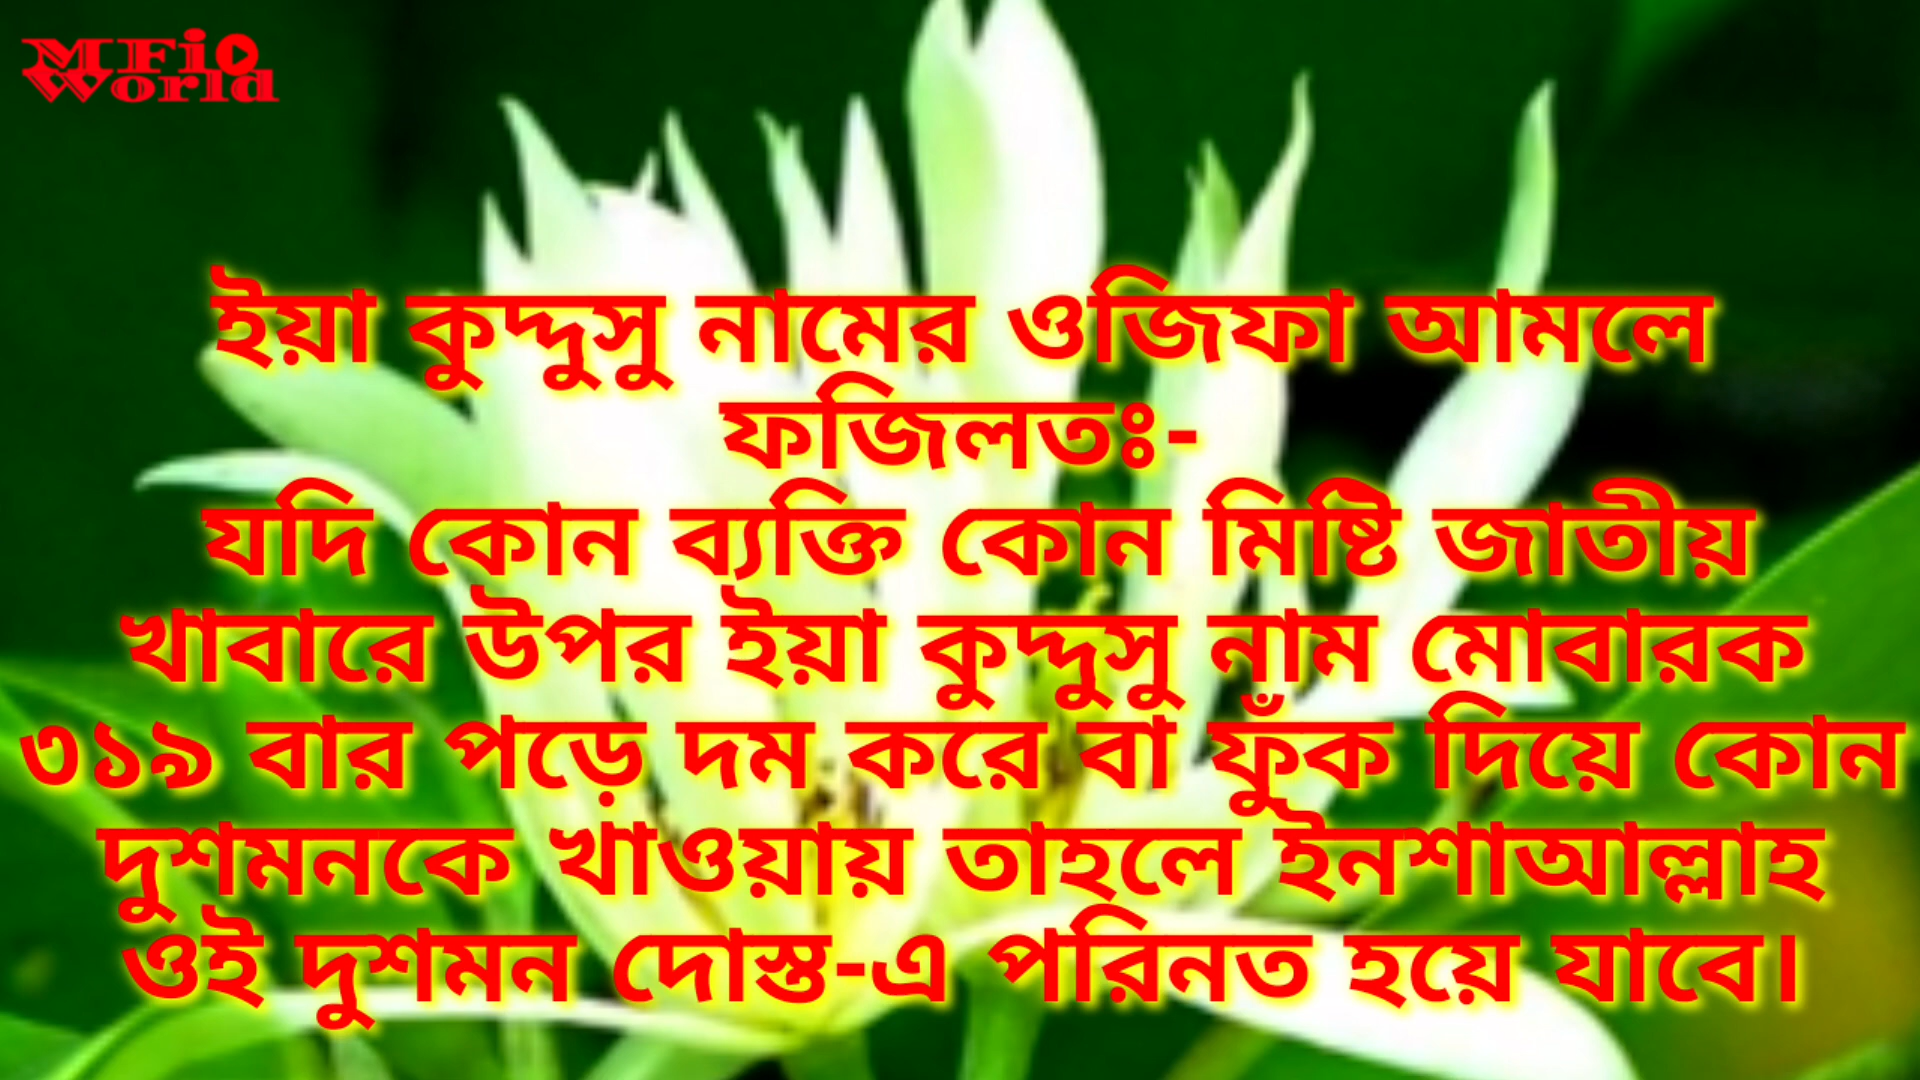 MFi World
ইয়া কুদ্দুসু নামের ওজিফা আমলে
ফজিলতঃ-
যদি কোন ব্যক্তি কোন মিষ্টি জাতীয়
খাবারে উপর ইয়া কুদ্দুসু নাম মোবারক
৩১৯ বার পড়ে দম করে বা ফুঁক দিয়ে কোন
দুশমনকে খাওয়ায় তাহলে ইনশাআল্লাহ
ওই দুশমন দোস্ত-এ পরিনত হয়ে যাবে।